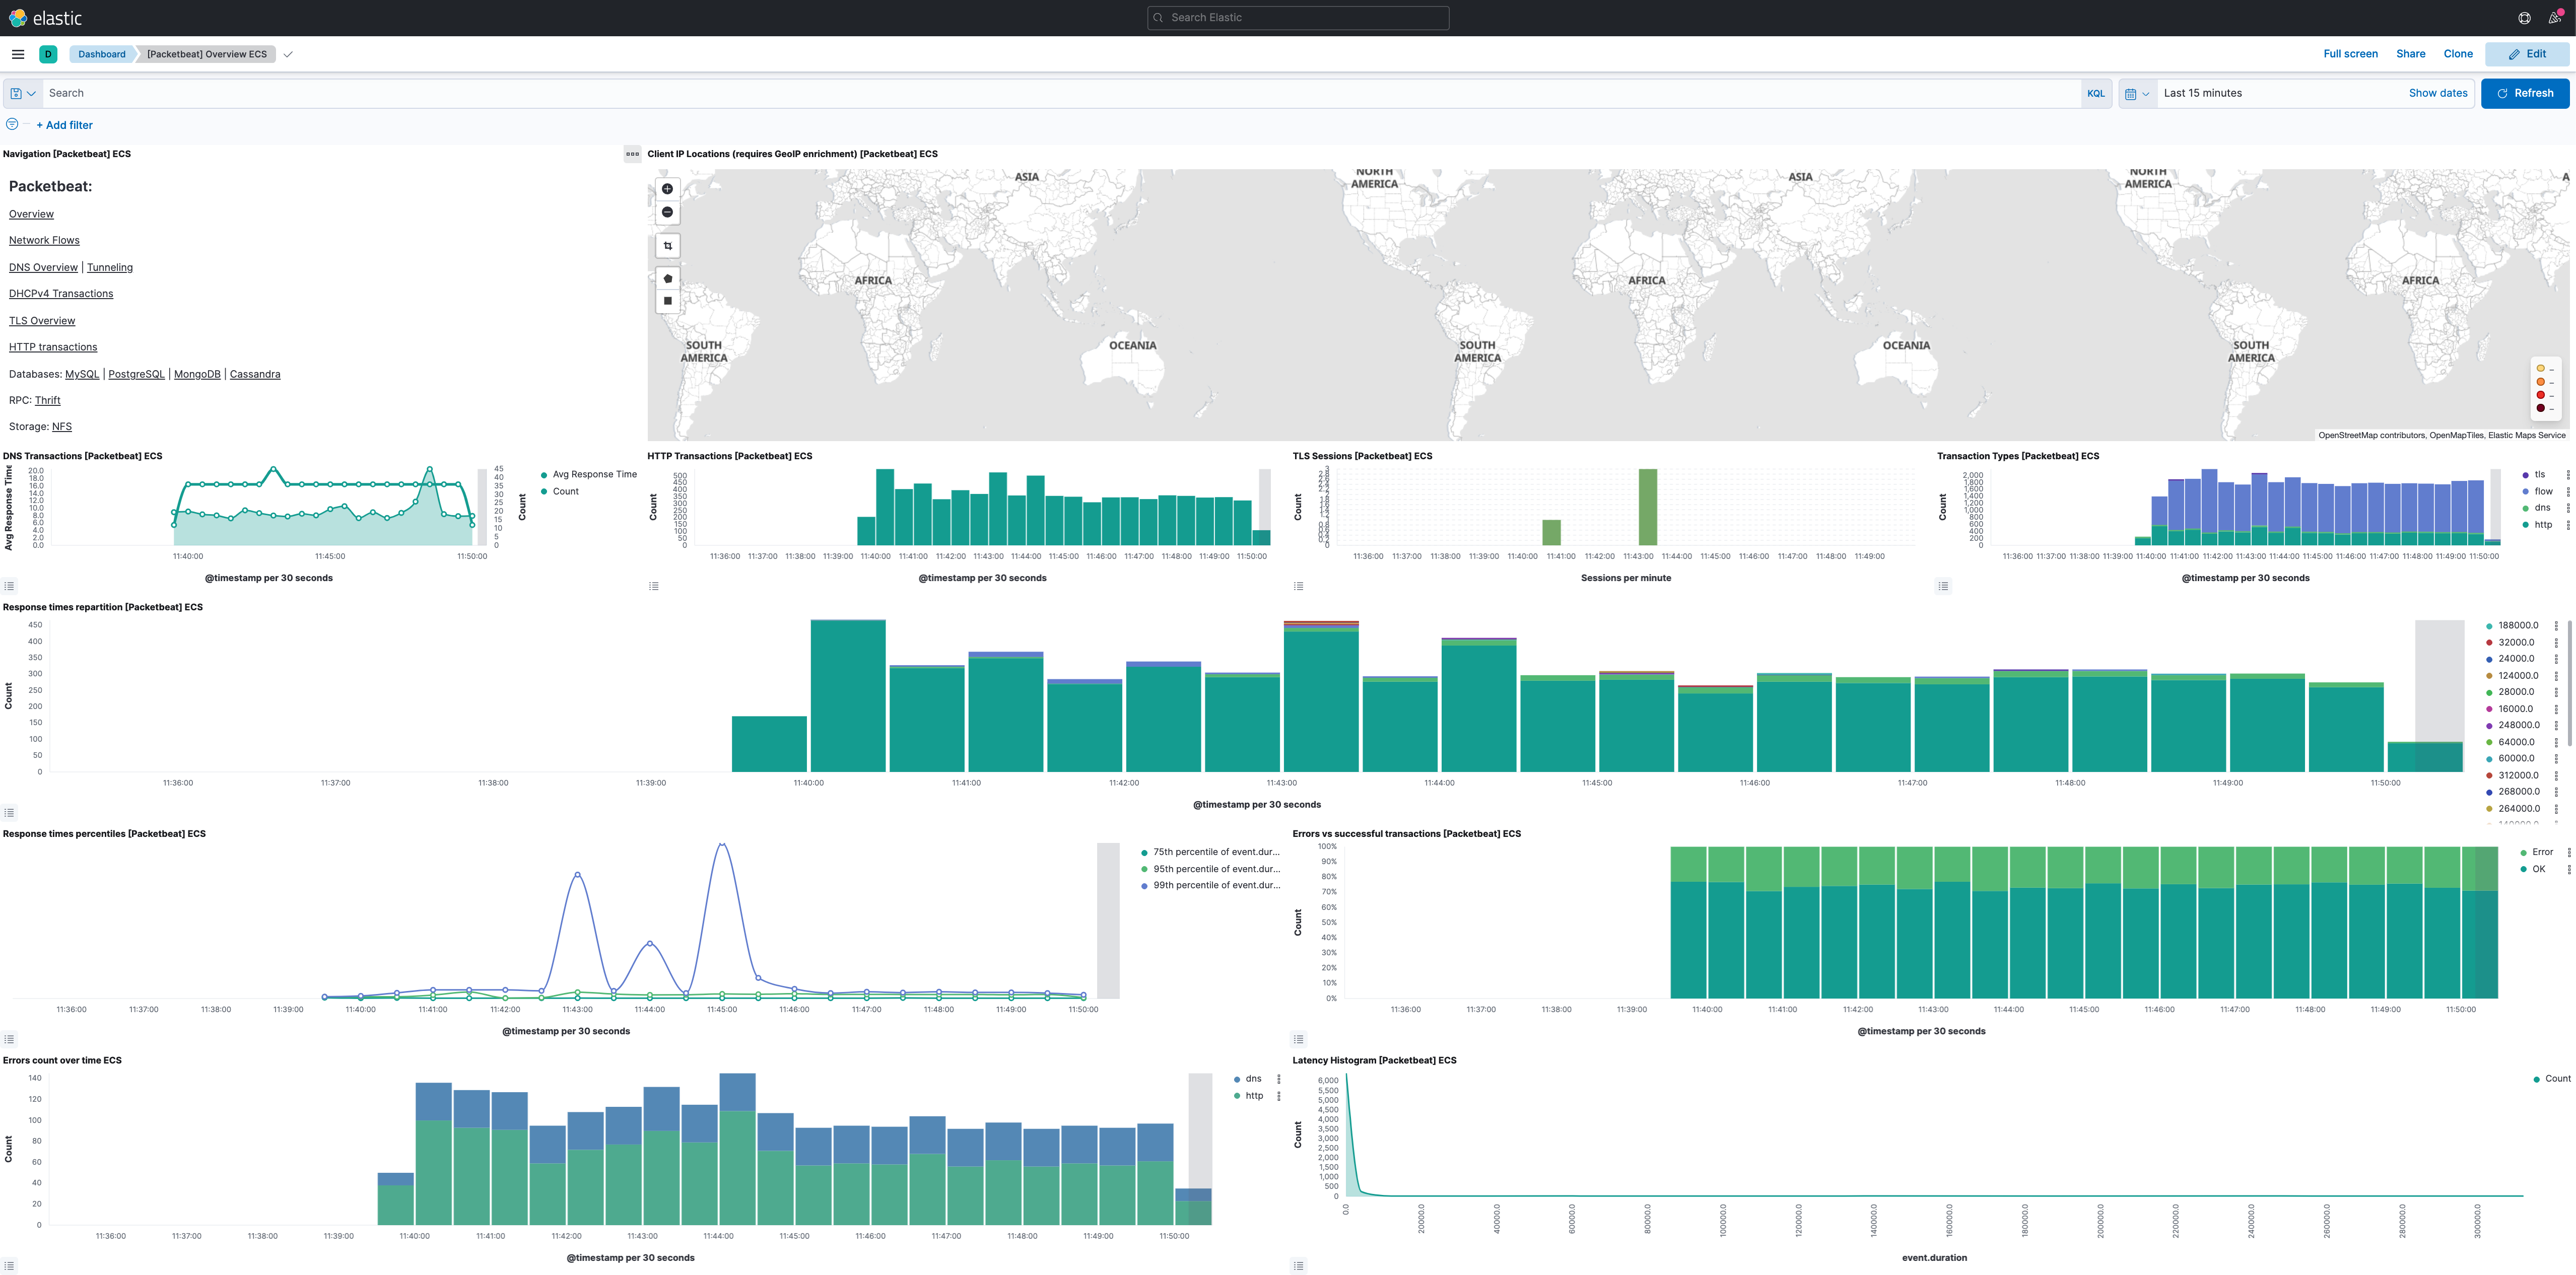 elastic
Search Elastic
D
Dashboard
[Packetbeat] Overview ECS
Full screen
Share
Clone
Edit
Search
KQL
Last 15 minutes
Show dates
Refresh
+ Add filter
Navigation [Packetbeat] ECS
Packetbeat:
Overview
Network Flows
DNS Overview | Tunneling
DHCPv4 Transactions
TLS Overview
HTTP transactions
Databases: MySQL | PostgreSQL | MongoDB | Cassandra
RPC: Thrift
Storage: NFS
Client IP Locations (requires GeoIP enrichment) [Packetbeat] ECS
ASIA
NORTH AMERICA
ASIA
NORTH AMERICA
A
AFRICA
AFRICA
AFRICA
SOUTH AMERICA
OCEANIA
SOUTH AMERICA
OCEANIA
SOUTH AMERICA
OpenStreetMap contributors, OpenMapTiles, Elastic Maps Service
DNS Transactions [Packetbeat] ECS
Avg Response Time
20.0
18.0
16.0
14.0
12.0
10.0
8.0
6.0
4.0
2.0
0.0
45
40
35
30
25
20
15
10
5
0
Count
Avg Response Time
Count
11:40:00 11:45:00 11:50:00
@timestamp per 30 seconds
HTTP Transactions [Packetbeat] ECS
Count
500
450
400
350
300
250
200
150
100
50
0
11:36:00 11:37:00 11:38:00 11:39:00 11:40:00 11:41:00 11:42:00 11:43:00 11:44:00 11:45:00 11:46:00 11:47:00 11:48:00 11:49:00 11:50:00
@timestamp per 30 seconds
TLS Sessions [Packetbeat] ECS
Count
11:36:00 11:37:00 11:38:00 11:39:00 11:40:00 11:41:00 11:42:00 11:43:00 11:44:00 11:45:00 11:46:00 11:47:00 11:48:00 11:49:00
Sessions per minute
Transaction Types [Packetbeat] ECS
Count
2,000
1,800
1,600
1,400
1,200
1,000
800
600
400
200
0
tls
flow
dns
http
11:36:00 11:37:00 11:38:00 11:39:00 11:40:00 11:41:00 11:42:00 11:43:00 11:44:00 11:45:00 11:46:00 11:47:00 11:48:00 11:49:00 11:50:00
@timestamp per 30 seconds
Response times repartition [Packetbeat] ECS
Count
450
400
350
300
250
200
150
100
50
0
188000.0
32000.0
24000.0
124000.0
28000.0
16000.0
248000.0
64000.0
60000.0
312000.0
268000.0
264000.0
11:36:00 11:37:00 11:38:00 11:39:00 11:40:00 11:41:00 11:42:00 11:43:00 11:44:00 11:45:00 11:46:00 11:47:00 11:48:00 11:49:00 11:50:00
@timestamp per 30 seconds
Response times percentiles [Packetbeat] ECS
75th percentile of event.dur...
95th percentile of event.dur...
99th percentile of event.dur...
11:36:00 11:37:00 11:38:00 11:39:00 11:40:00 11:41:00 11:42:00 11:43:00 11:44:00 11:45:00 11:46:00 11:47:00 11:48:00 11:49:00 11:50:00
@timestamp per 30 seconds
Errors vs successful transactions [Packetbeat] ECS
Count
100%
90%
80%
70%
60%
50%
40%
30%
20%
10%
0%
Error
OK
11:36:00 11:37:00 11:38:00 11:39:00 11:40:00 11:41:00 11:42:00 11:43:00 11:44:00 11:45:00 11:46:00 11:47:00 11:48:00 11:49:00 11:50:00
@timestamp per 30 seconds
Errors count over time ECS
Count
140
120
100
80
60
40
20
0
dns
http
11:36:00 11:37:00 11:38:00 11:39:00 11:40:00 11:41:00 11:42:00 11:43:00 11:44:00 11:45:00 11:46:00 11:47:00 11:48:00 11:49:00 11:50:00
@timestamp per 30 seconds
Latency Histogram [Packetbeat] ECS
Count
6,000
5,500
5,000
4,500
4,000
3,500
3,000
2,500
2,000
1,500
1,000
500
0
Count
0.0 20000.0 40000.0 60000.0 80000.0 100000.0 120000.0 140000.0 160000.0 180000.0 200000.0 220000.0 240000.0 260000.0 280000.0 300000.0
event.duration